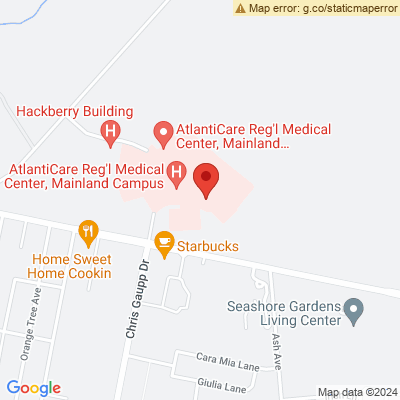 Map error: g.co/staticmaperror
Hackberry Building
H
AtlantiCare Reg'l Medical
Center, Mainland...
AtlantiCare Reg'l Medical
Center, Mainland Campus
H
Starbucks
Home Sweet
Home Cookin
Chris Gaupp Dr
Orange Tree Ave
Seashore Gardens
Living Center
Ash Ave
Cara Mia Lane
Giulia Lane
Google
Map data ©2024